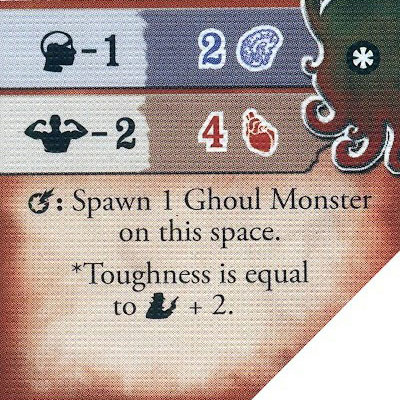 -1 2 *
-2 4
: Spawn 1 Ghoul Monster
on this space.
*Toughness is equal
to + 2.